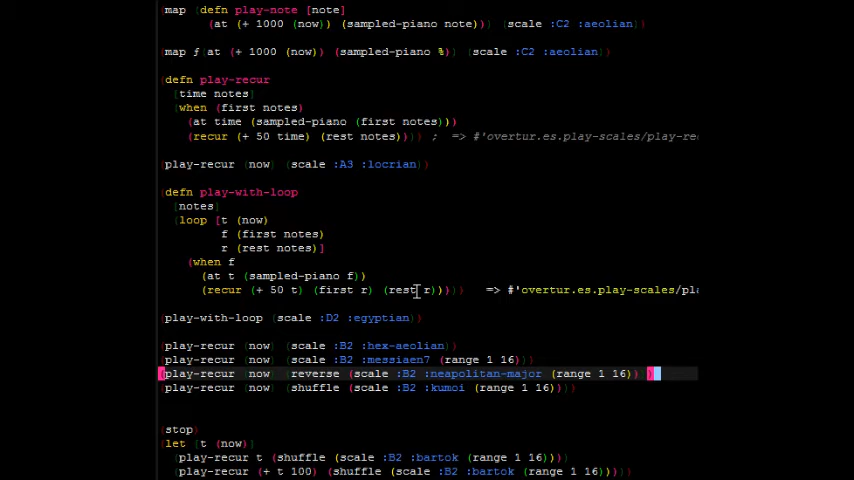 (map (defn play-note [note]
(at (+ 1000 (now)) (sampled-piano note))) (scale :C2 :aeolian))
(map ƒ(at (+ 1000 (now)) (sampled-piano %)) (scale :C2 :aeolian))
(defn play-recur
[time notes]
(when (first notes)
(at time (sampled-piano (first notes)))
(recur (+ 50 time) (rest notes)))) ; => #'overtur.es.play-scales/play-re
(play-recur (now) (scale :A3 :locrian))
(defn play-with-loop
[notes]
(loop [t (now)
f (first notes)
r (rest notes)]
(when f
(at t (sampled-piano f))
(recur (+ 50 t) (first r) (rest r))))) => #'overtur.es.play-scales/pla
(play-with-loop (scale :D2 :egyptian))
(play-recur (now) (scale :B2 :hex-aeolian))
(play-recur (now) (scale :B2 :messiaen7 (range 1 16)))
(play-recur (now) (reverse (scale :B2 :neapolitan-major (range 1 16)) ))
(play-recur (now) (shuffle (scale :B2 :kumoi (range 1 16))))
(stop)
(let [t (now)]
(play-recur t (shuffle (scale :B2 :bartok (range 1 16))))
(play-recur (+ t 100) (shuffle (scale :B2 :bartok (range 1 16)))))